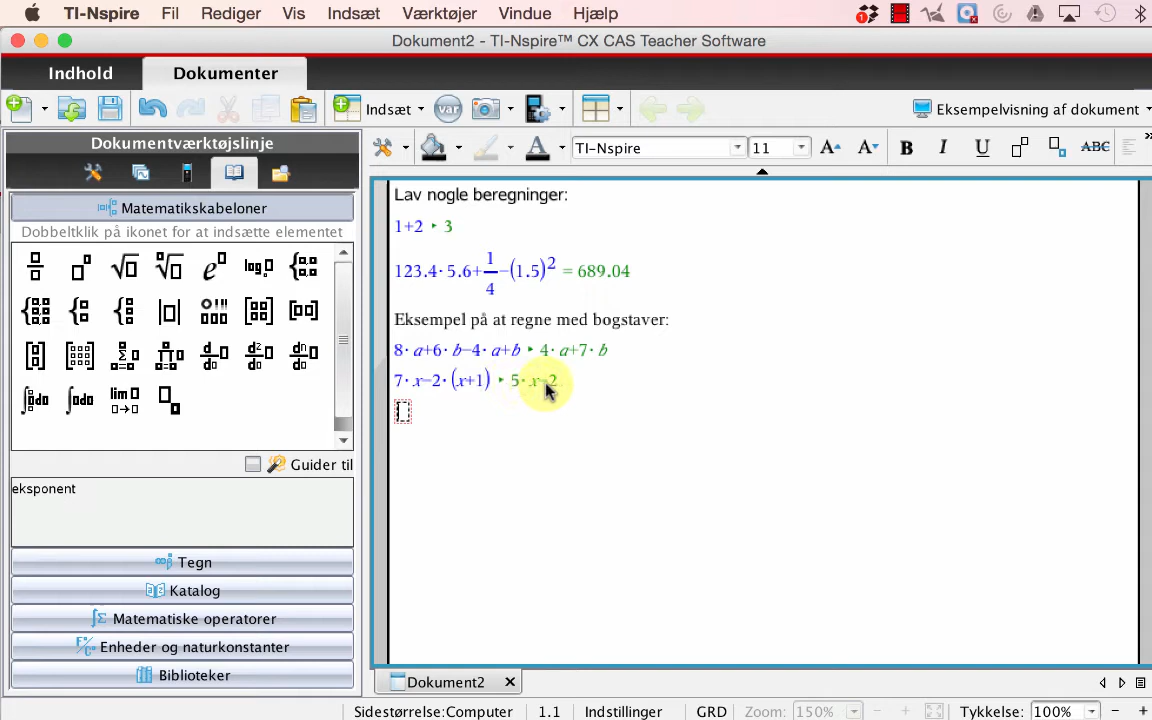 TI-Nspire Fil Rediger Vis Indsæt Værktøjer Vindue Hjælp
Dokument2 - TI-Nspire™ CX CAS Teacher Software
Indhold Dokumenter
Indsæt Eksempelvisning af dokument
Dokumentværktøjslinje
TI-Nspire 11 A A B I U ABC
Matematikskabeloner
Dobbeltklik på ikonet for at indsætte elementet
Guider til
eksponent
Tegn
Katalog
Matematiske operatorer
Enheder og naturkonstanter
Biblioteker
Lav nogle beregninger:
1+2 ▸ 3
123.4·5.6+1/4−(1.5)² = 689.04
Eksempel på at regne med bogstaver:
8·a+6·b−4·a+b ▸ 4·a+7·b
7·x−2·(x+1) ▸ 5·x−2
Dokument2
Sidestørrelse:Computer 1.1 Indstillinger GRD Zoom: 150% Tykkelse: 100%